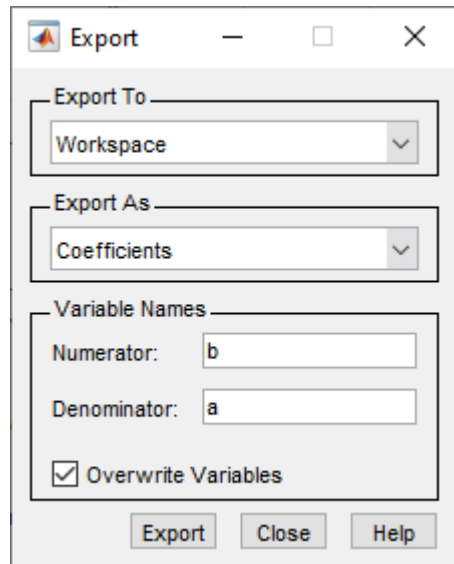 Export
Export To
Workspace
Export As
Coefficients
Variable Names
Numerator: b
Denominator: a
Overwrite Variables
Export Close Help